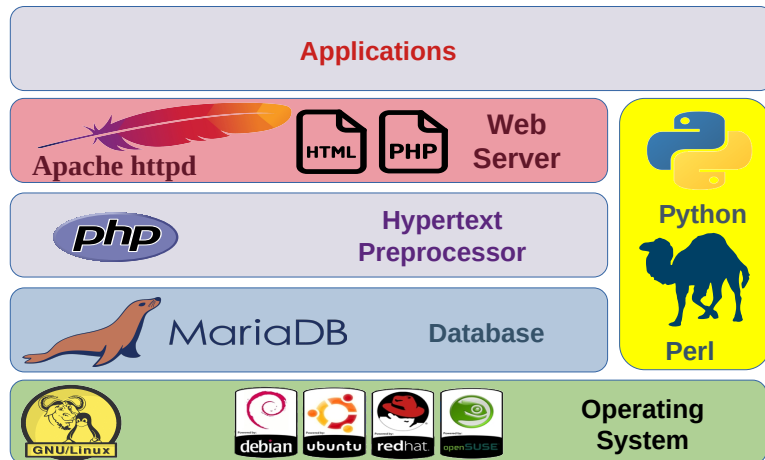 Applications
Apache httpd
HTML
PHP
Web
Server
Python
Perl
php
Hypertext
Preprocessor
MariaDB
Database
GNU/Linux
debian
ubuntu
redhat.
openSUSE
Operating
System